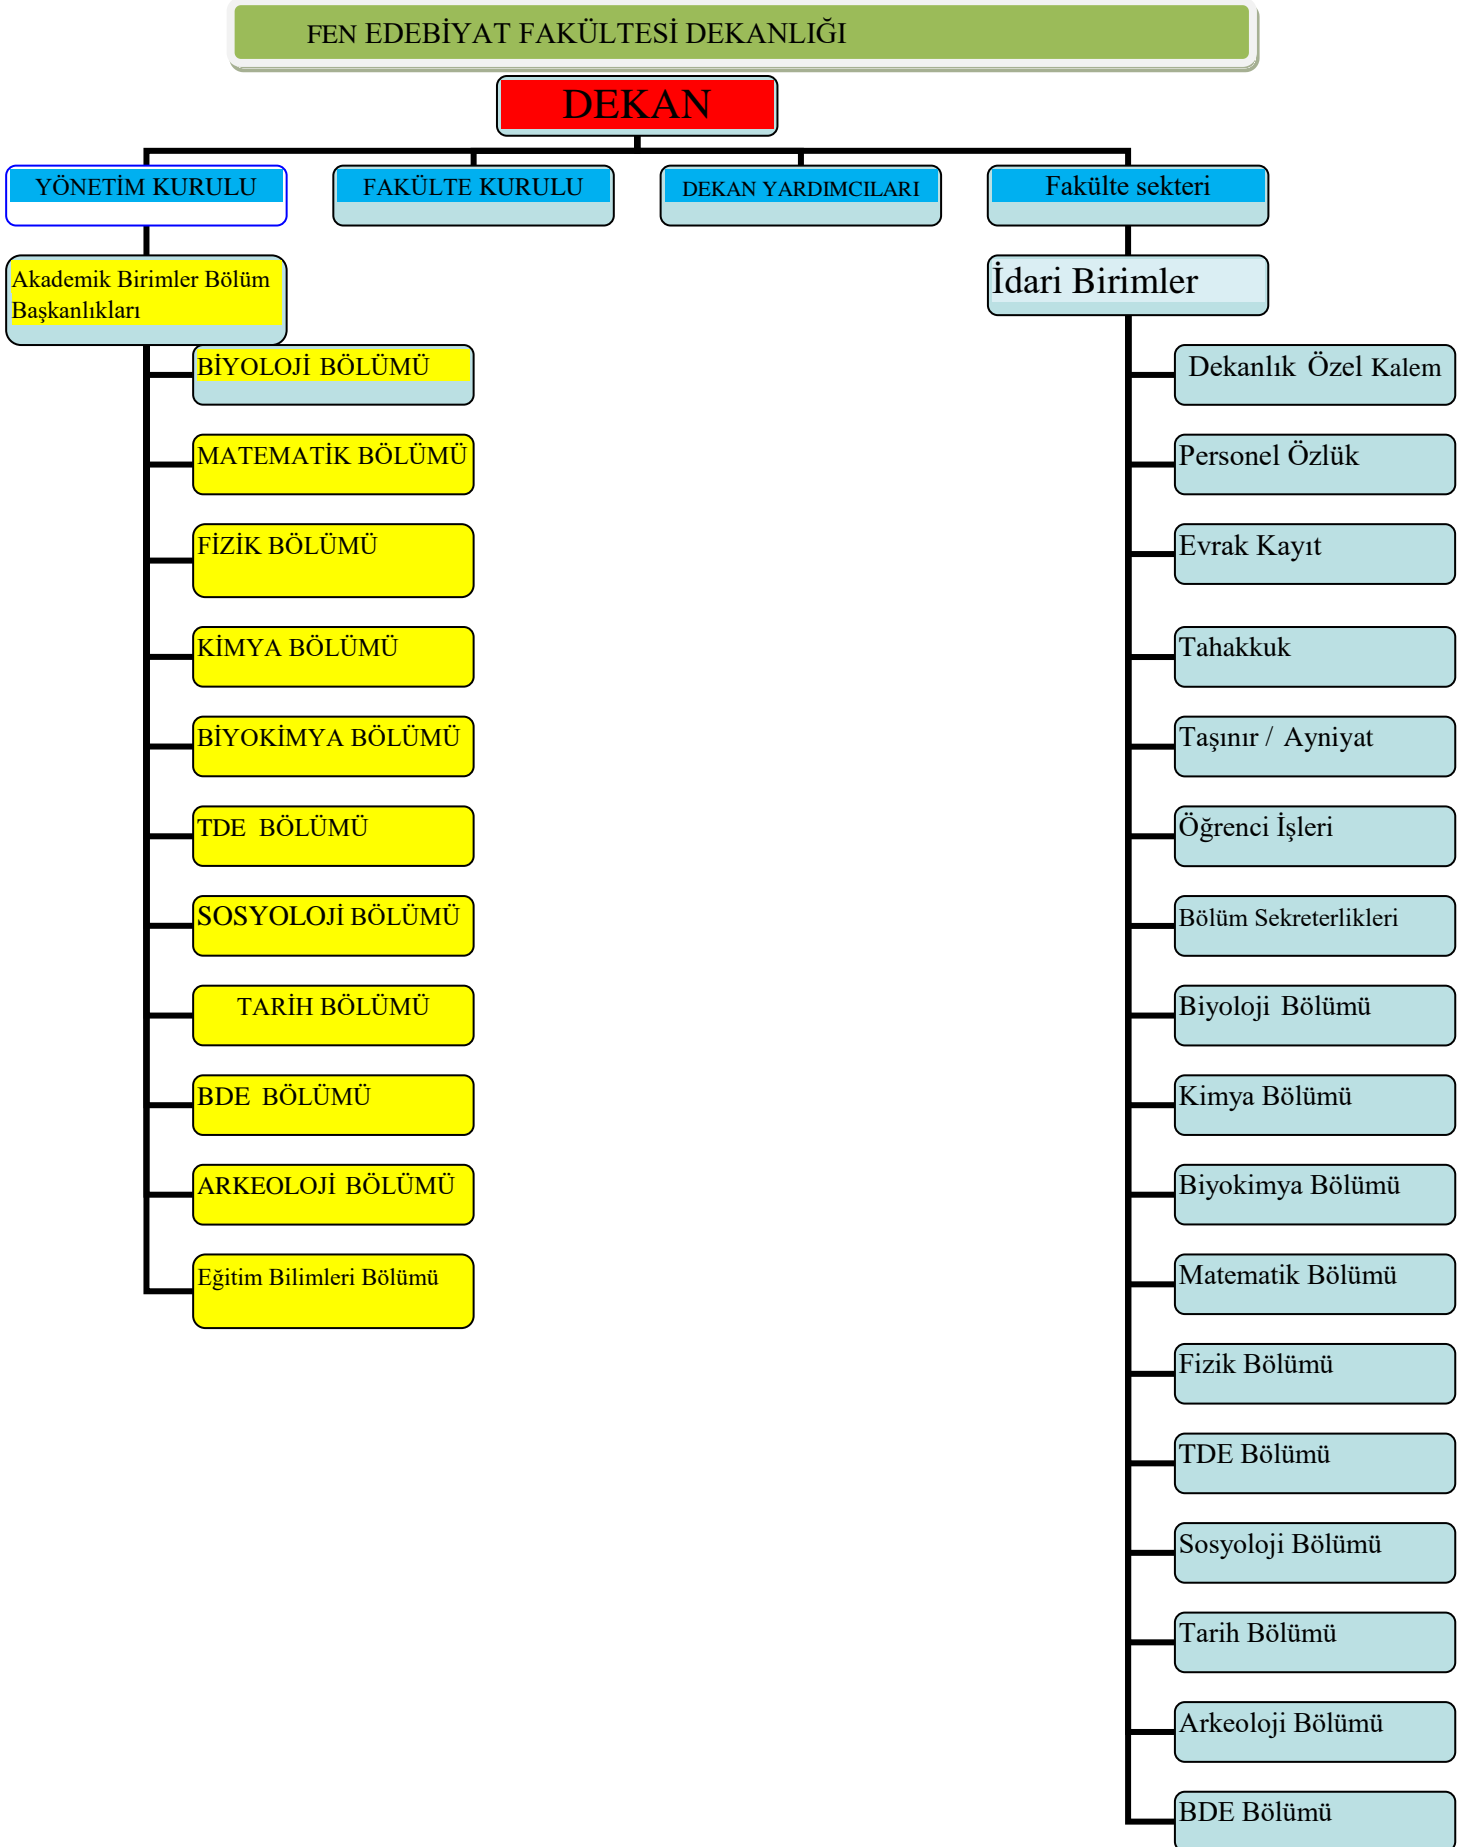 FEN EDEBİYAT FAKÜLTESİ DEKANLIĞI
DEKAN
YÖNETİM KURULU
FAKÜLTE KURULU
DEKAN YARDIMCILARI
Fakülte sekteri
Akademik Birimler Bölüm
Başkanlıkları
BİYOLOJİ BÖLÜMÜ
MATEMATİK BÖLÜMÜ
FİZİK BÖLÜMÜ
KİMYA BÖLÜMÜ
BİYOKİMYA BÖLÜMÜ
TDE BÖLÜMÜ
SOSYOLOJİ BÖLÜMÜ
TARİH BÖLÜMÜ
BDE BÖLÜMÜ
ARKEOLOJİ BÖLÜMÜ
Eğitim Bilimleri Bölümü
İdari Birimler
Dekanlık Özel Kalem
Personel Özlük
Evrak Kayıt
Tahakkuk
Taşınır / Ayniyat
Öğrenci İşleri
Bölüm Sekreterlikleri
Biyoloji Bölümü
Kimya Bölümü
Biyokimya Bölümü
Matematik Bölümü
Fizik Bölümü
TDE Bölümü
Sosyoloji Bölümü
Tarih Bölümü
Arkeoloji Bölümü
BDE Bölümü